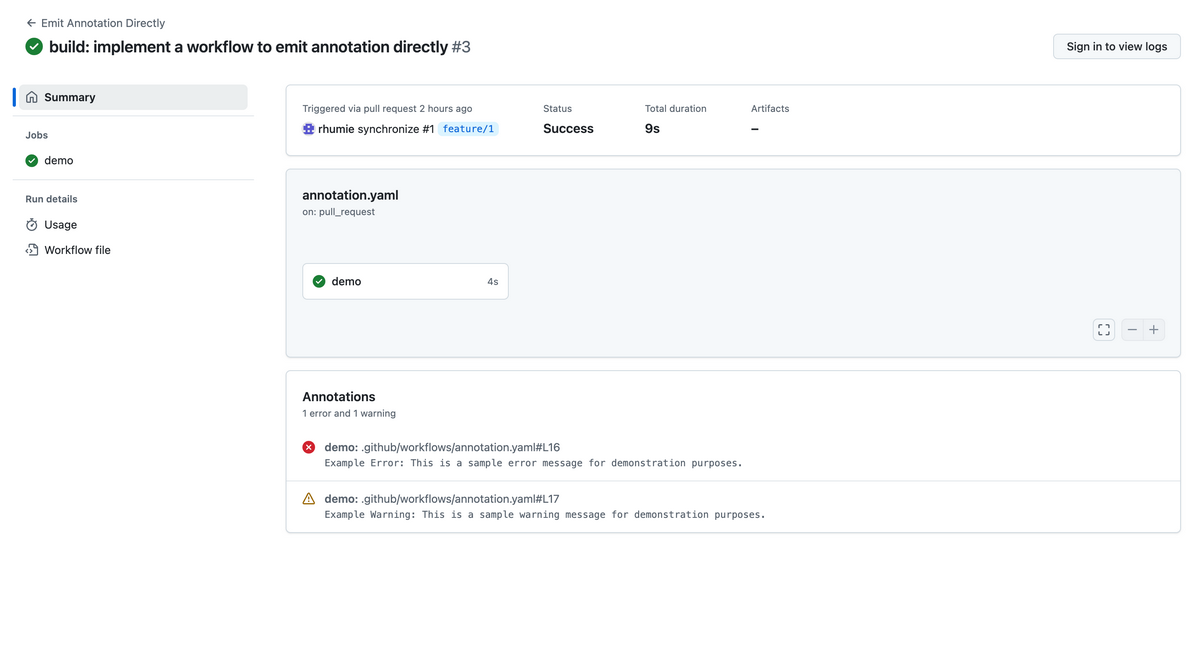 Emit Annotation Directly
build: implement a workflow to emit annotation directly #3
Sign in to view logs
Summary
Jobs
demo
Run details
Usage
Workflow file
Triggered via pull request 2 hours ago
rhumie synchronize #1 feature/1
Status
Success
Total duration
9s
Artifacts
–
annotation.yaml
on: pull_request
demo 4s
Annotations
1 error and 1 warning
demo: .github/workflows/annotation.yaml#L16
Example Error: This is a sample error message for demonstration purposes.
demo: .github/workflows/annotation.yaml#L17
Example Warning: This is a sample warning message for demonstration purposes.